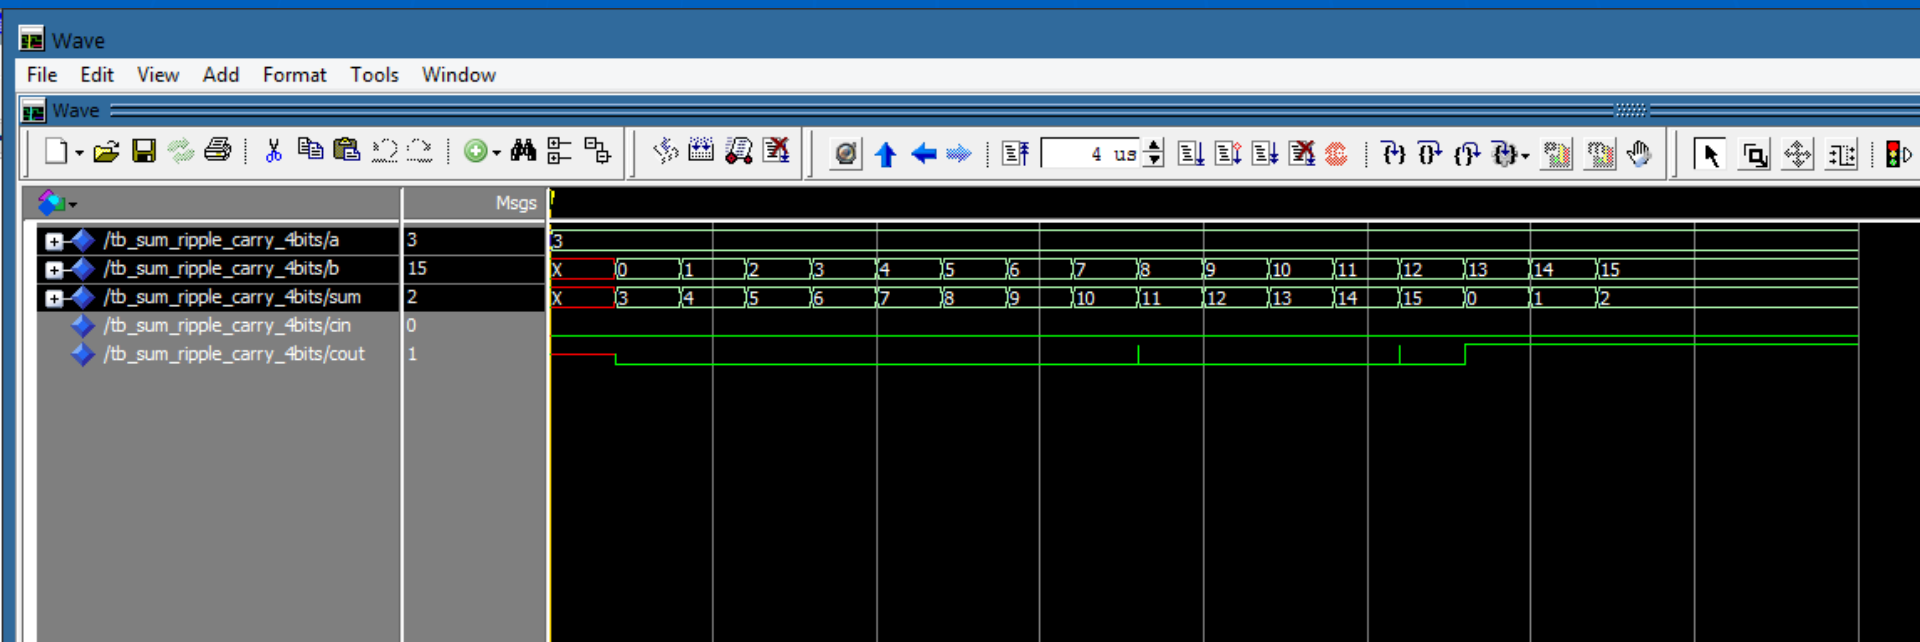 Wave
File Edit View Add Format Tools Window
Wave
4 us
Msgs
/tb_sum_ripple_carry_4bits/a 3 3
/tb_sum_ripple_carry_4bits/b 15 X 0 1 2 3 4 5 6 7 8 9 10 11 12 13 14 15
/tb_sum_ripple_carry_4bits/sum 2 X 3 4 5 6 7 8 9 10 11 12 13 14 15 0 1 2
/tb_sum_ripple_carry_4bits/cin 0
/tb_sum_ripple_carry_4bits/cout 1